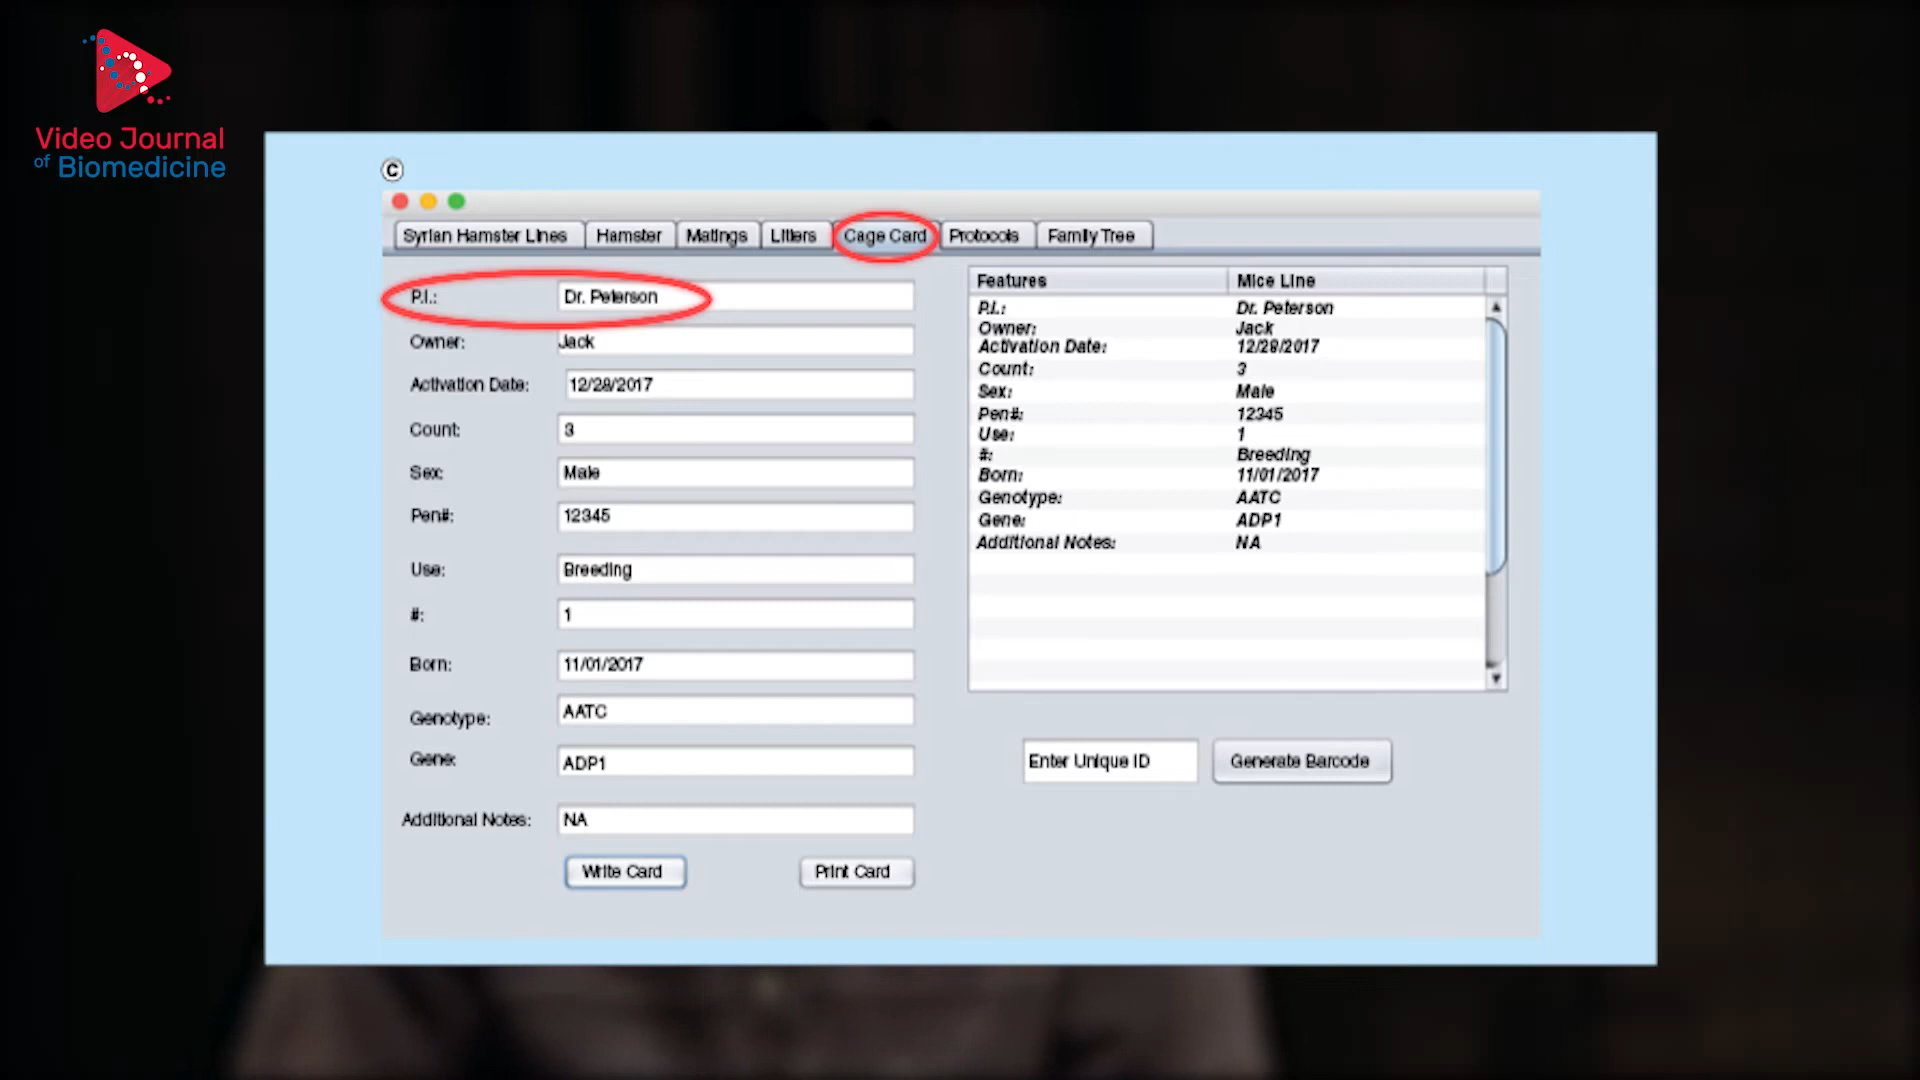 Video Journal
of Biomedicine
C
Syrian Hamster Lines Hamster Matings Litters Cage Card Protocols Family Tree
P.I.: Dr. Peterson
Owner: Jack
Activation Date: 12/28/2017
Count: 3
Sex: Male
Pen#: 12345
Use: Breeding
#: 1
Born: 11/01/2017
Genotype: AATC
Gene: ADP1
Additional Notes: NA
Write Card Print Card
Features Mice Line
P.I.: Dr. Peterson
Owner: Jack
Activation Date: 12/28/2017
Count: 3
Sex: Male
Pen#: 12345
Use: 1
#: Breeding
Born: 11/01/2017
Genotype: AATC
Gene: ADP1
Additional Notes: NA
Enter Unique ID Generate Barcode